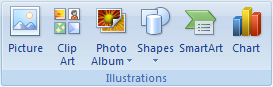 Picture Clip Photo Shapes SmartArt Chart
Art Album
Illustrations